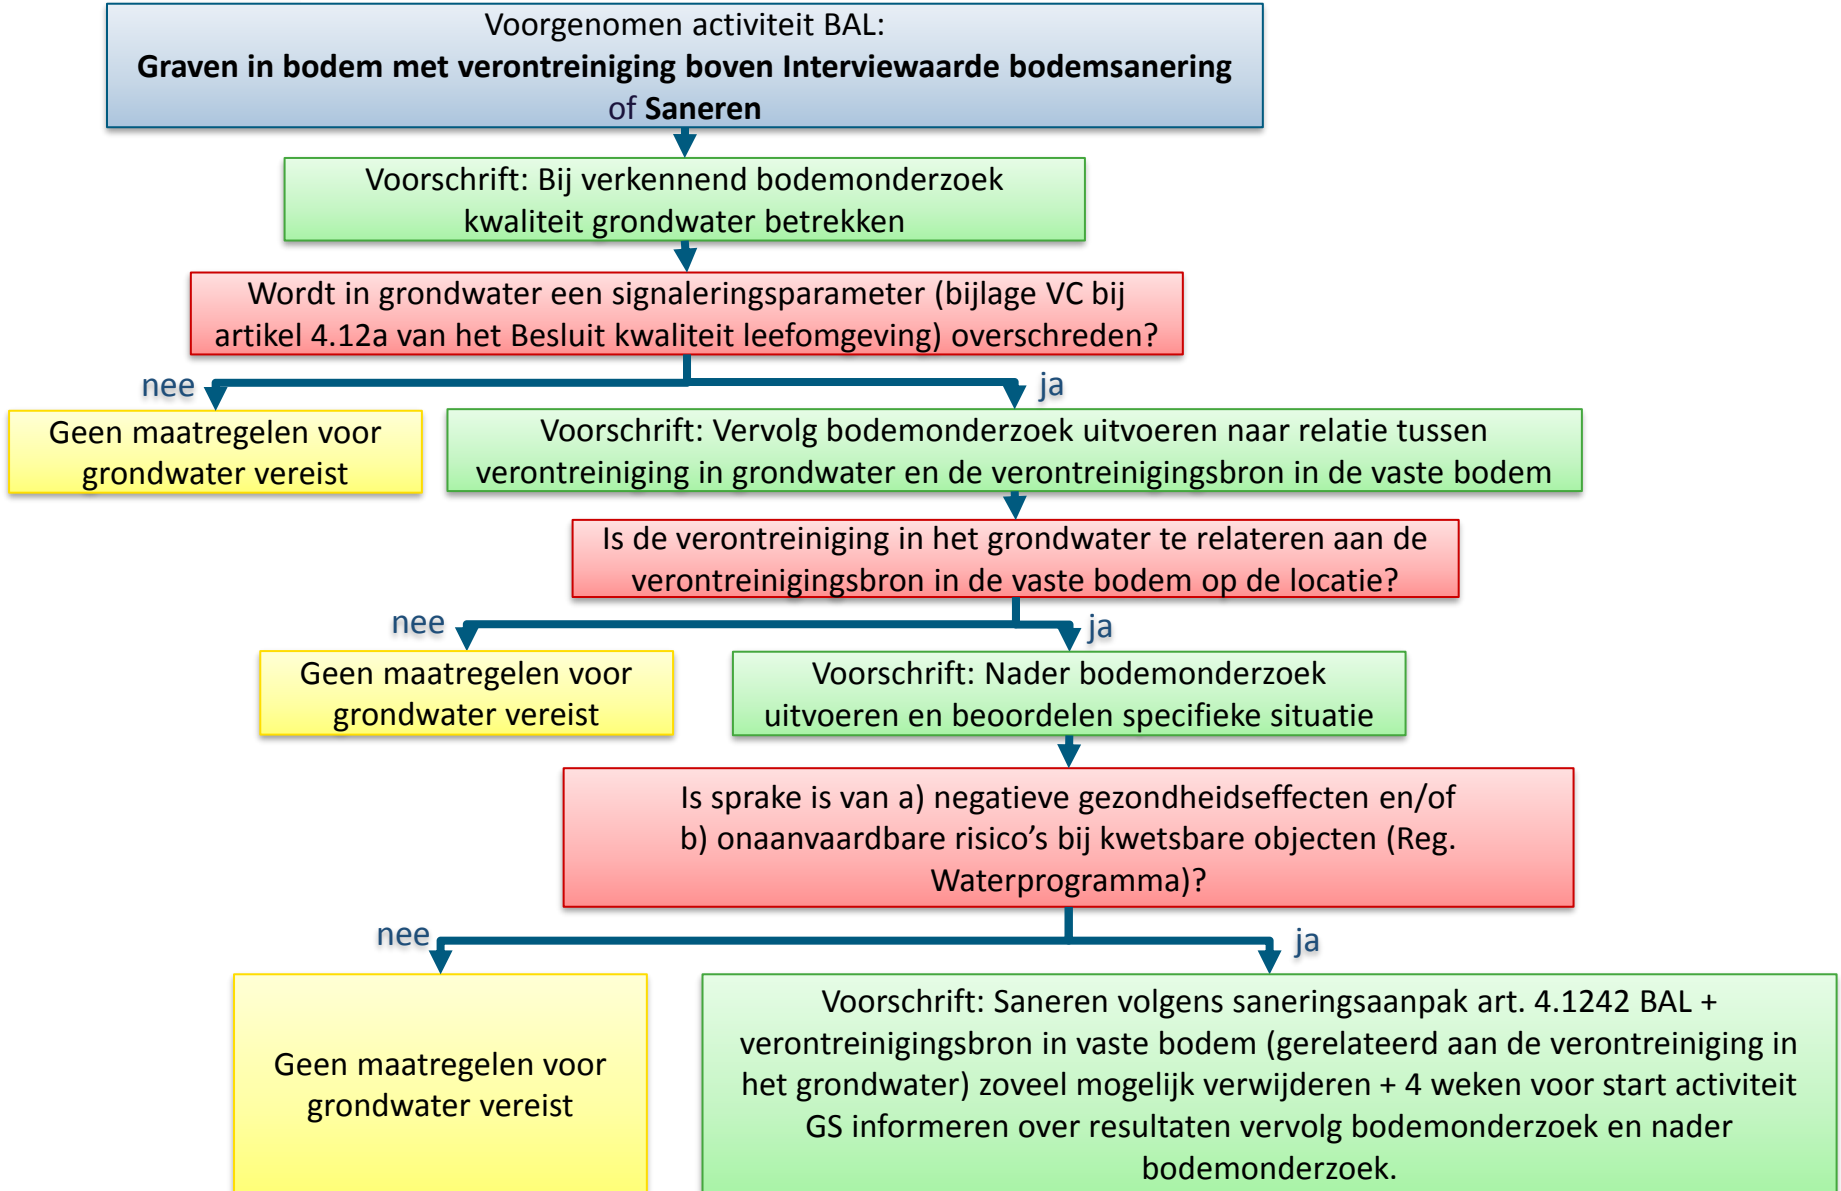 Voorgenomen activiteit BAL:
Graven in bodem met verontreiniging boven Interviewaarde bodemsanering
of Saneren
Voorschrift: Bij verkennend bodemonderzoek
kwaliteit grondwater betrekken
Wordt in grondwater een signaleringsparameter (bijlage VC bij
artikel 4.12a van het Besluit kwaliteit leefomgeving) overschreden?
nee
ja
Geen maatregelen voor
grondwater vereist
Voorschrift: Vervolg bodemonderzoek uitvoeren naar relatie tussen
verontreiniging in grondwater en de verontreinigingsbron in de vaste bodem
Is de verontreiniging in het grondwater te relateren aan de
verontreinigingsbron in de vaste bodem op de locatie?
nee
ja
Geen maatregelen voor
grondwater vereist
Voorschrift: Nader bodemonderzoek
uitvoeren en beoordelen specifieke situatie
Is sprake is van a) negatieve gezondheidseffecten en/of
b) onaanvaardbare risico’s bij kwetsbare objecten (Reg.
Waterprogramma)?
nee
ja
Geen maatregelen voor
grondwater vereist
Voorschrift: Saneren volgens saneringsaanpak art. 4.1242 BAL +
verontreinigingsbron in vaste bodem (gerelateerd aan de verontreiniging in
het grondwater) zoveel mogelijk verwijderen + 4 weken voor start activiteit
GS informeren over resultaten vervolg bodemonderzoek en nader
bodemonderzoek.